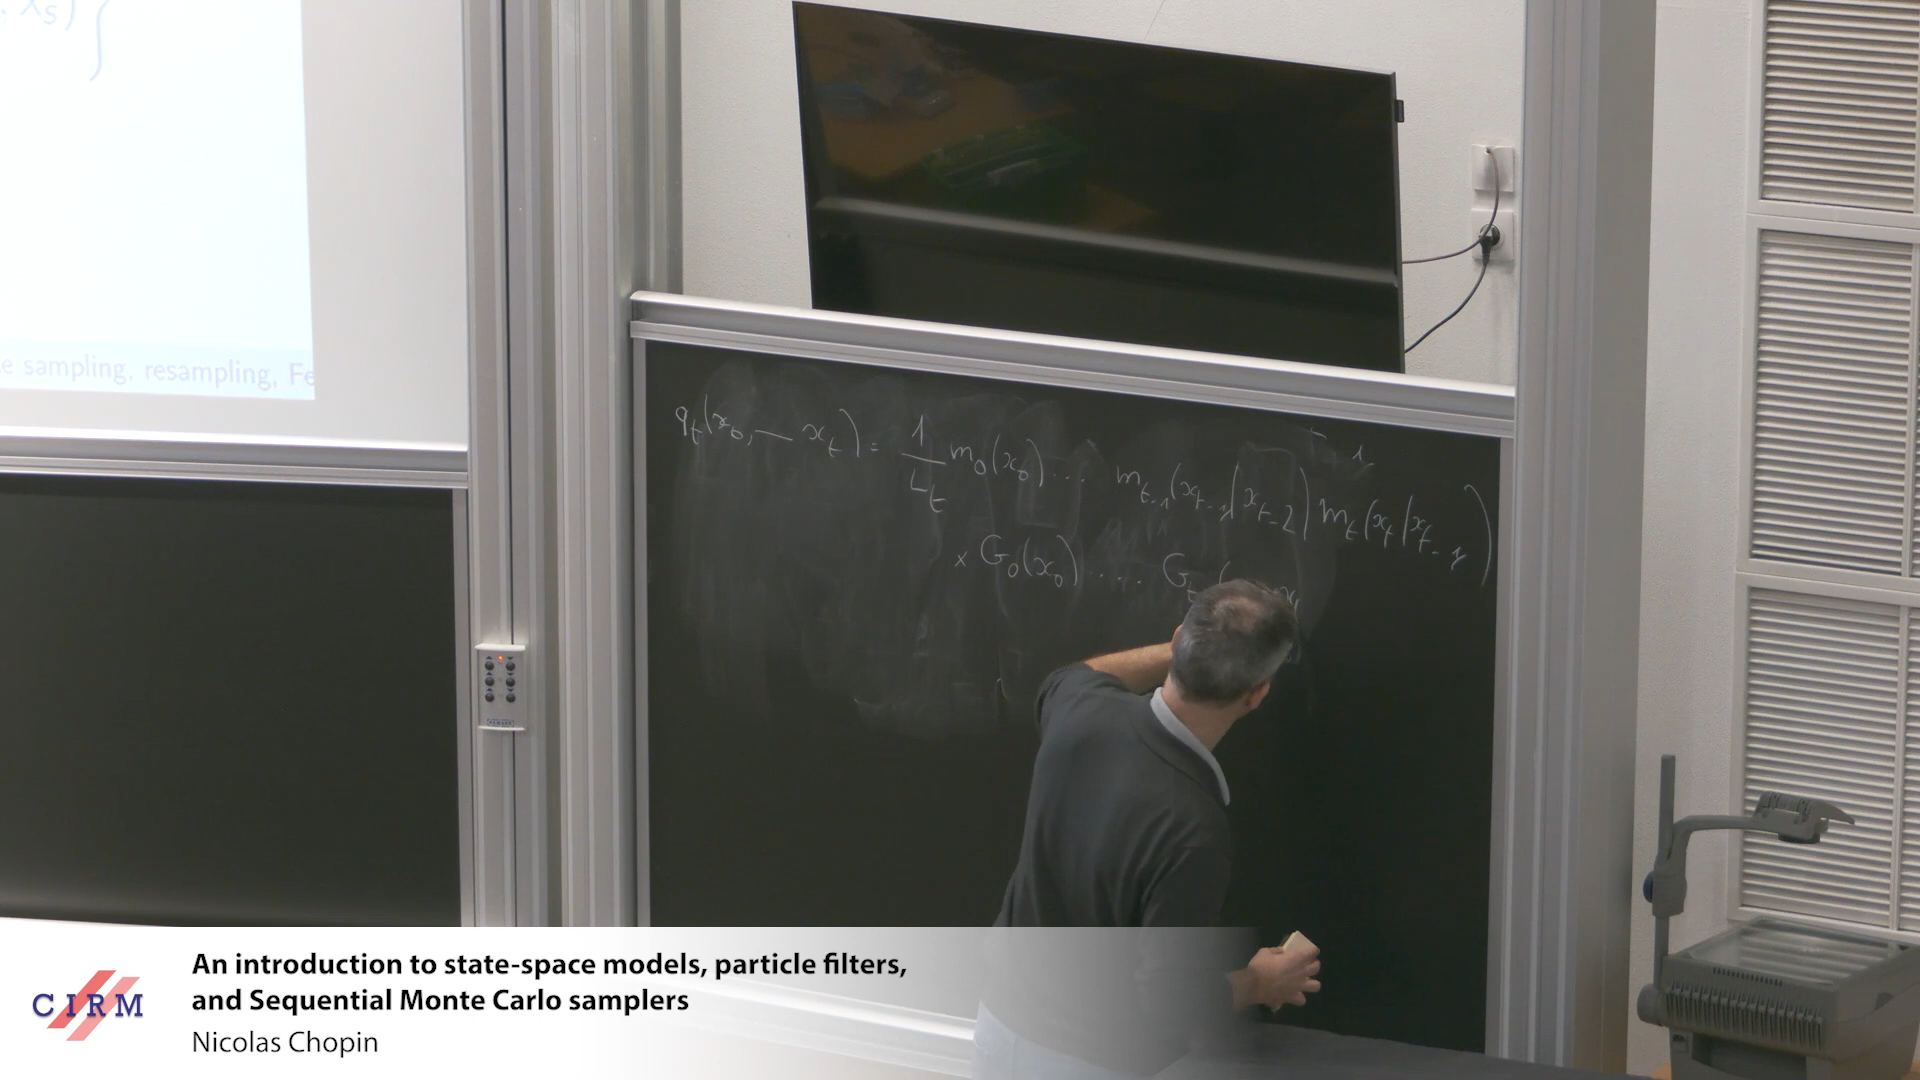 , x_s) }
e sampling, resampling, Fe
q_t(x_0, — x_t) = 1/L_t m_0(x_0) ... m_{t-1}(x_{t-1}|x_{t-2}) m_t(x_t|x_{t-1})
× G_0(x_0) .... G_t(
An introduction to state-space models, particle filters,
and Sequential Monte Carlo samplers
CIRM
Nicolas Chopin